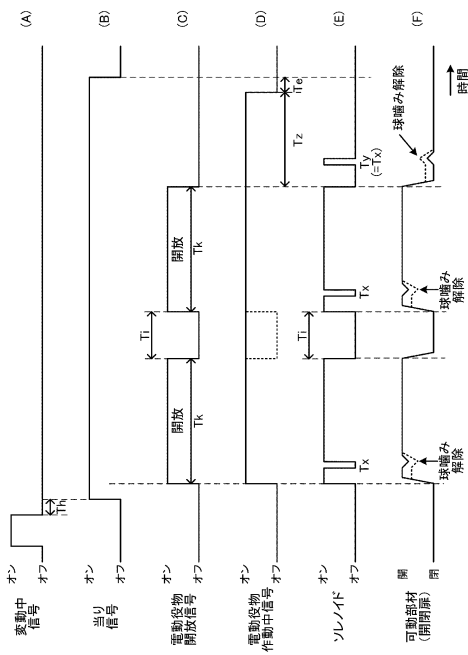 (A)
(B)
(C)
(D)
(E)
(F)
変動中
信号
オン
オフ
Th
当り
信号
オン
オフ
電動役物
開放信号
オン
オフ
開放
Tk
Ti
開放
Tk
電動役物
作動中信号
オン
オフ
Tz
Te
ソレノイド
オン
オフ
Tx
Ti
Tx
Ty
(=Tx)
可動部材
(開閉扉)
開
閉
球噛み
解除
球噛み
解除
球噛み解除
時間